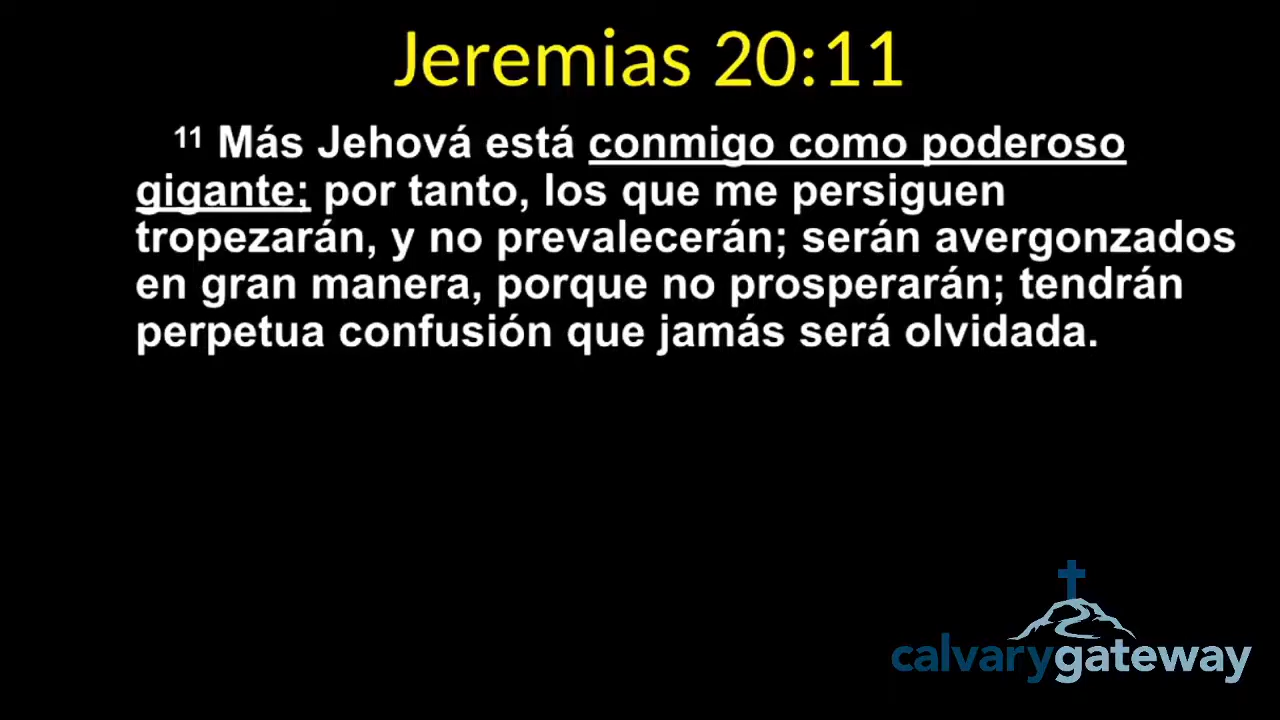 Jeremias 20:11
11 Más Jehová está conmigo como poderoso
gigante; por tanto, los que me persiguen
tropezarán, y no prevalecerán; serán avergonzados
en gran manera, porque no prosperarán; tendrán
perpetua confusión que jamás será olvidada.
calvarygateway